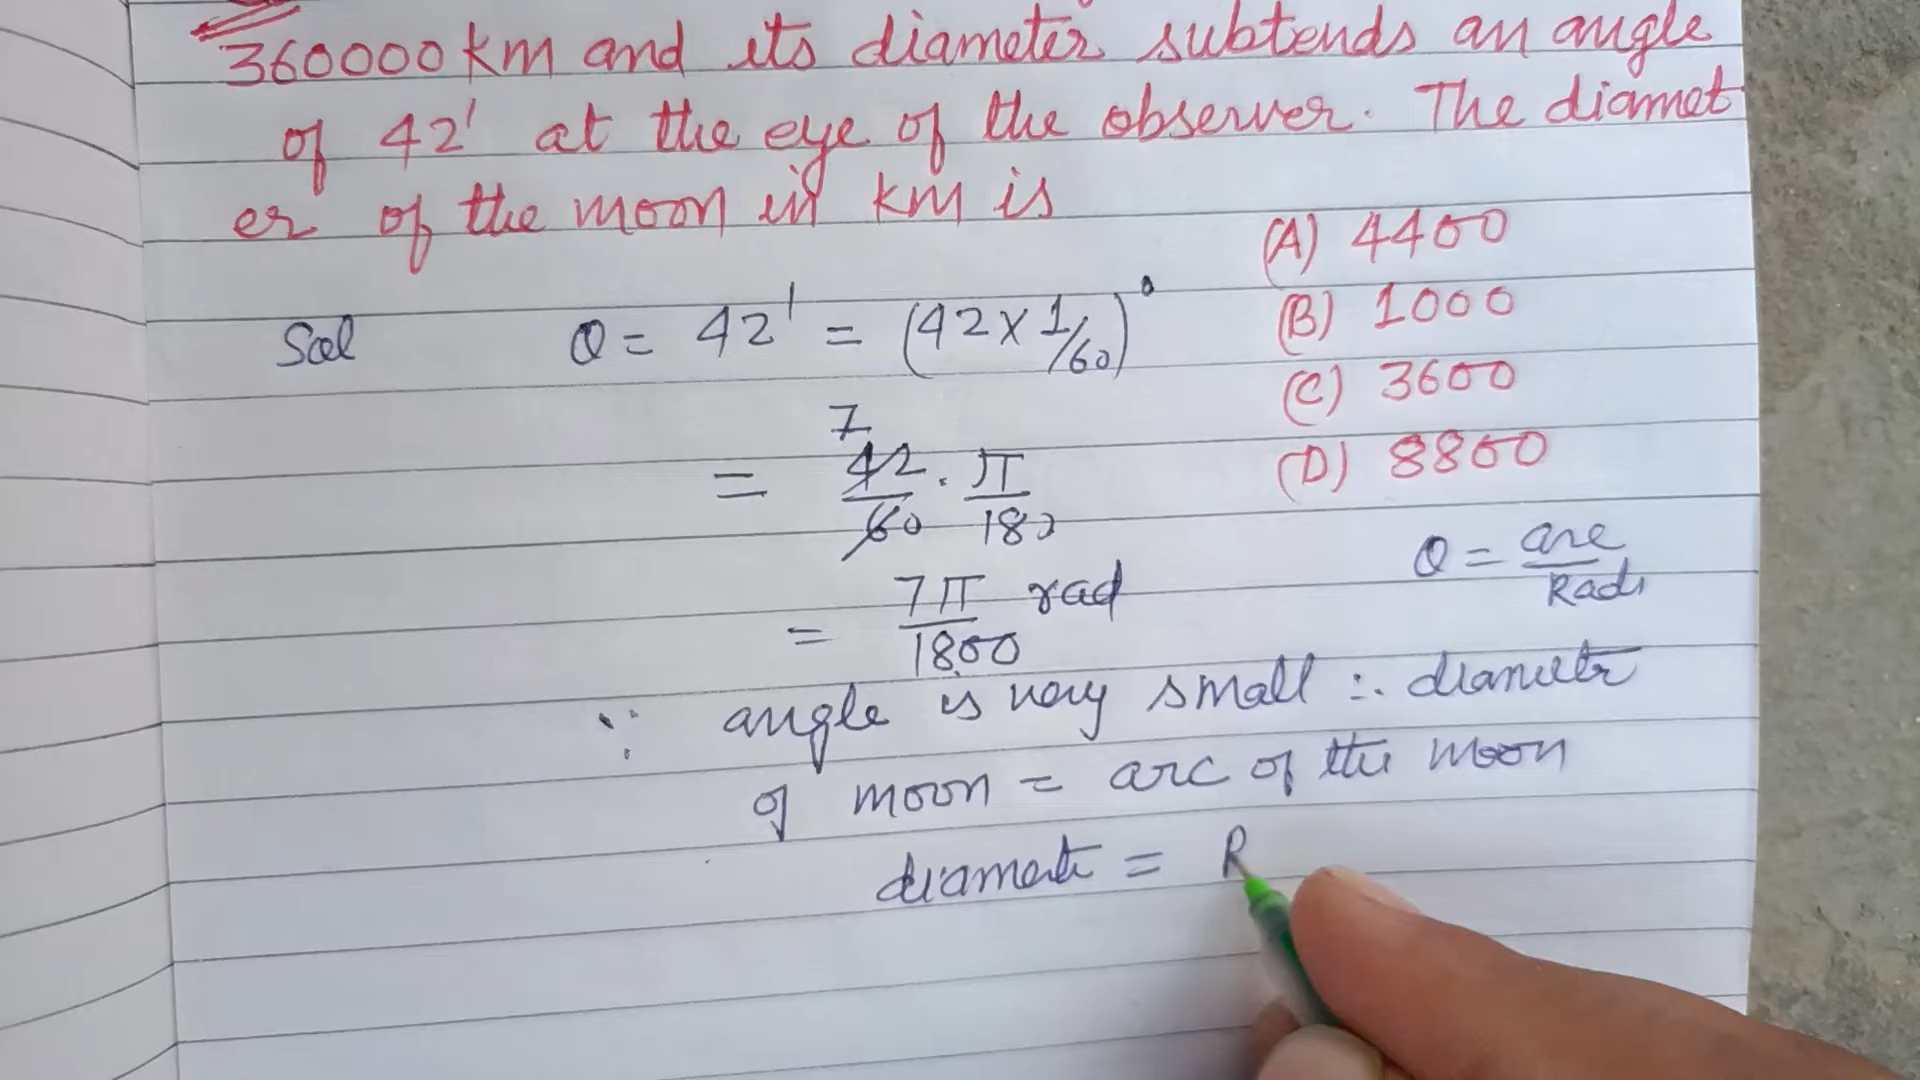 360000 km and its diameter subtends an angle
of 42' at the eye of the observer. The diamet
er of the moon in km is
(A) 4400
(B) 1000
(C) 3600
(D) 8800
Sol θ = 42' = (42 × 1/60)°
= 7 42/60 · π/180
= 7π/1800 rad
θ = arc/Radi
∵ angle is very small ∴ diameter
of moon = arc of the moon
diamete = R